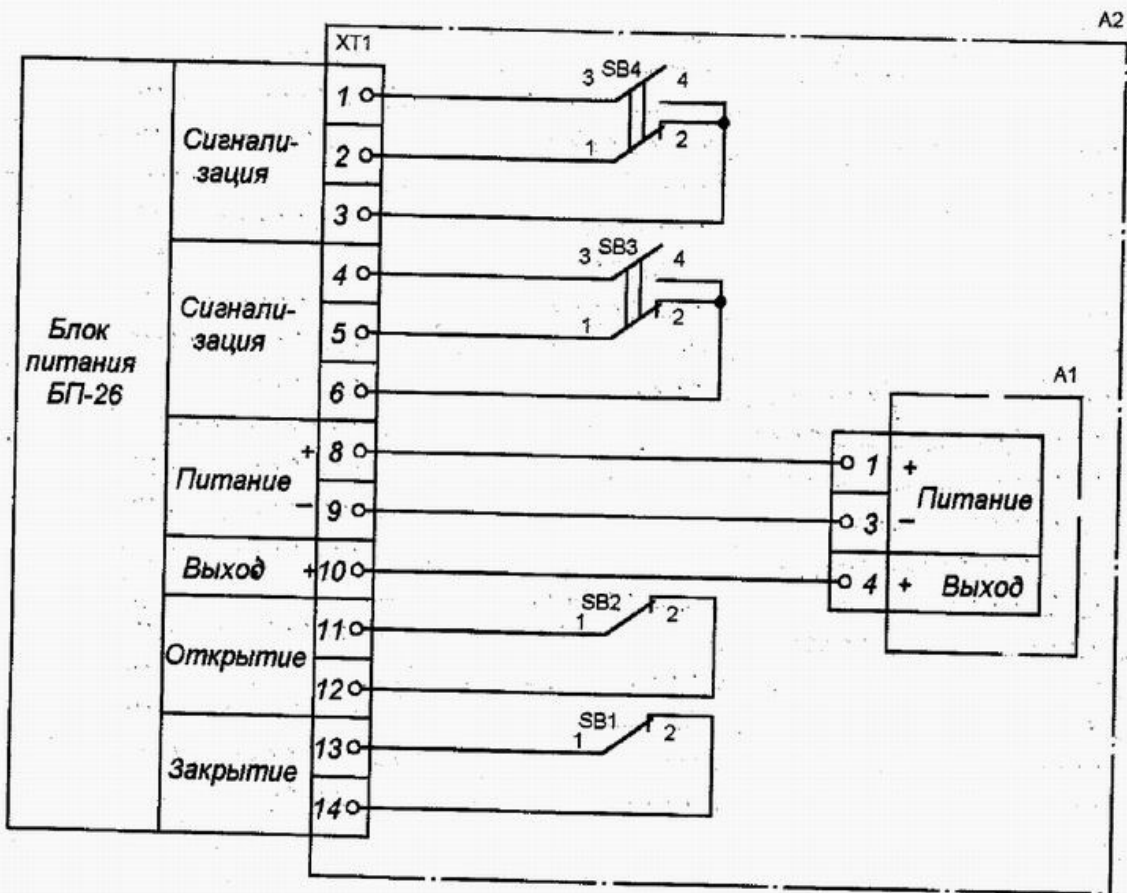 A2
XT1
Блок
питания
БП-26
Сигнали-
зация
1
2
3
3 SB4 4
1 2
Сигнали-
зация
4
5
6
3 SB3 4
1 2
A1
Питание
+ 8
– 9
1 +
3 –
Питание
Выход +10
4 + Выход
Открытие
11
12
1 SB2 2
Закрытие
13
14
1 SB1 2